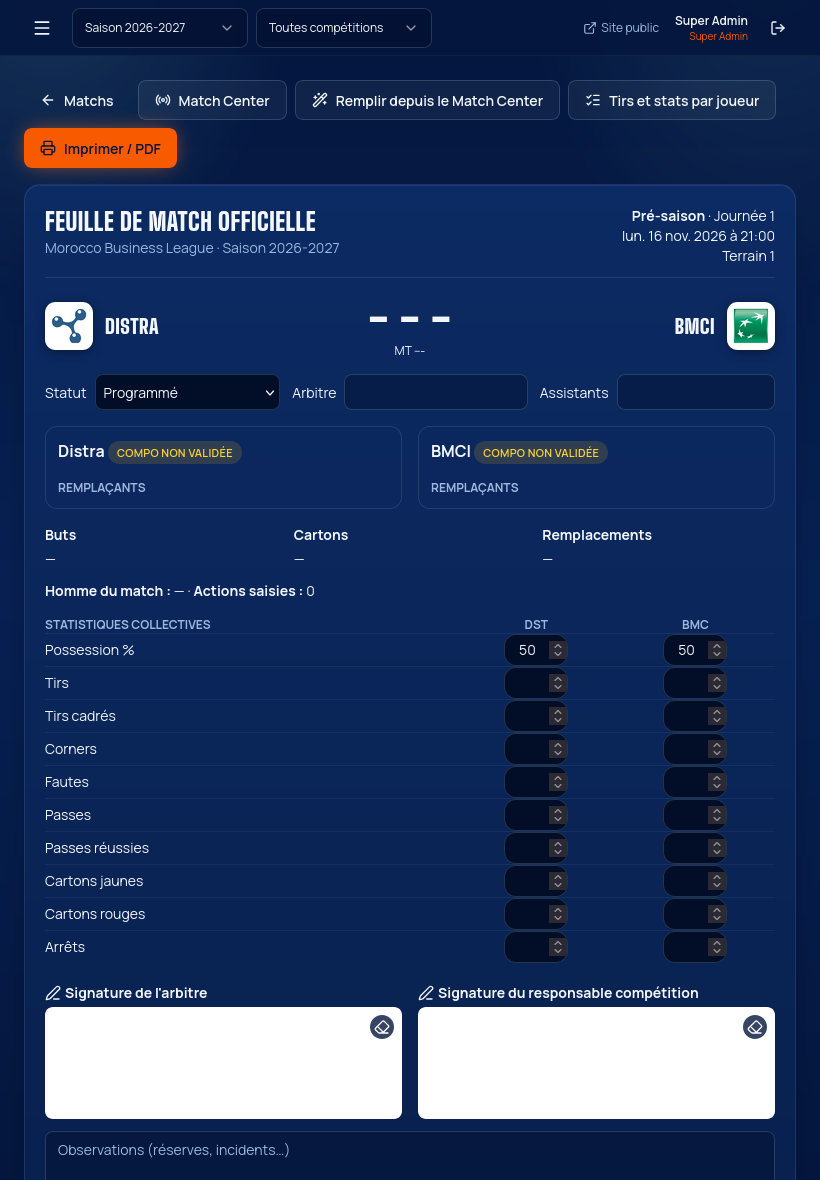 Saison 2026-2027 Toutes compétitions Site public Super Admin
Super Admin
Matchs Match Center Remplir depuis le Match Center Tirs et stats par joueur
Imprimer / PDF
FEUILLE DE MATCH OFFICIELLE
Morocco Business League · Saison 2026-2027
Pré-saison · Journée 1
lun. 16 nov. 2026 à 21:00
Terrain 1
DISTRA – – – BMCI
MT –-
Statut Programmé Arbitre Assistants
Distra COMPO NON VALIDÉE
REMPLAÇANTS
BMCI COMPO NON VALIDÉE
REMPLAÇANTS
Buts Cartons Remplacements
— — —
Homme du match : — · Actions saisies : 0
STATISTIQUES COLLECTIVES DST BMC
Possession % 50 50
Tirs
Tirs cadrés
Corners
Fautes
Passes
Passes réussies
Cartons jaunes
Cartons rouges
Arrêts
Signature de l'arbitre Signature du responsable compétition
Observations (réserves, incidents…)